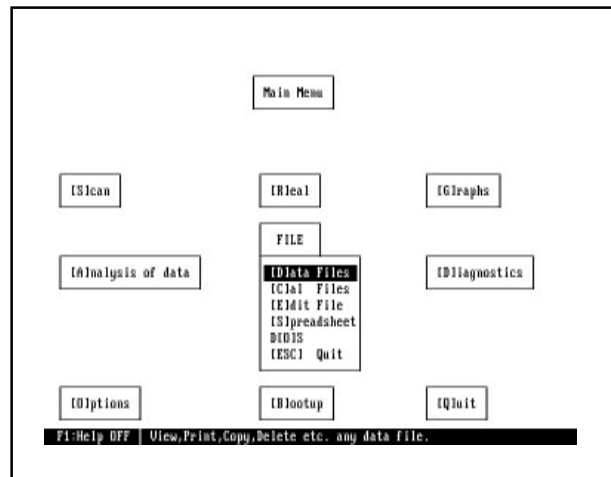 Main Menu
[S]can
[R]eal
[G]raphs
FILE
[A]nalysis of data
[D]iagnostics
[D]ata Files
[C]al Files
[E]dit File
[S]preadsheet
D[O]S
[ESC] Quit
[O]ptions
[B]ootup
[Q]uit
F1:Help OFF | View,Print,Copy,Delete etc. any data file.